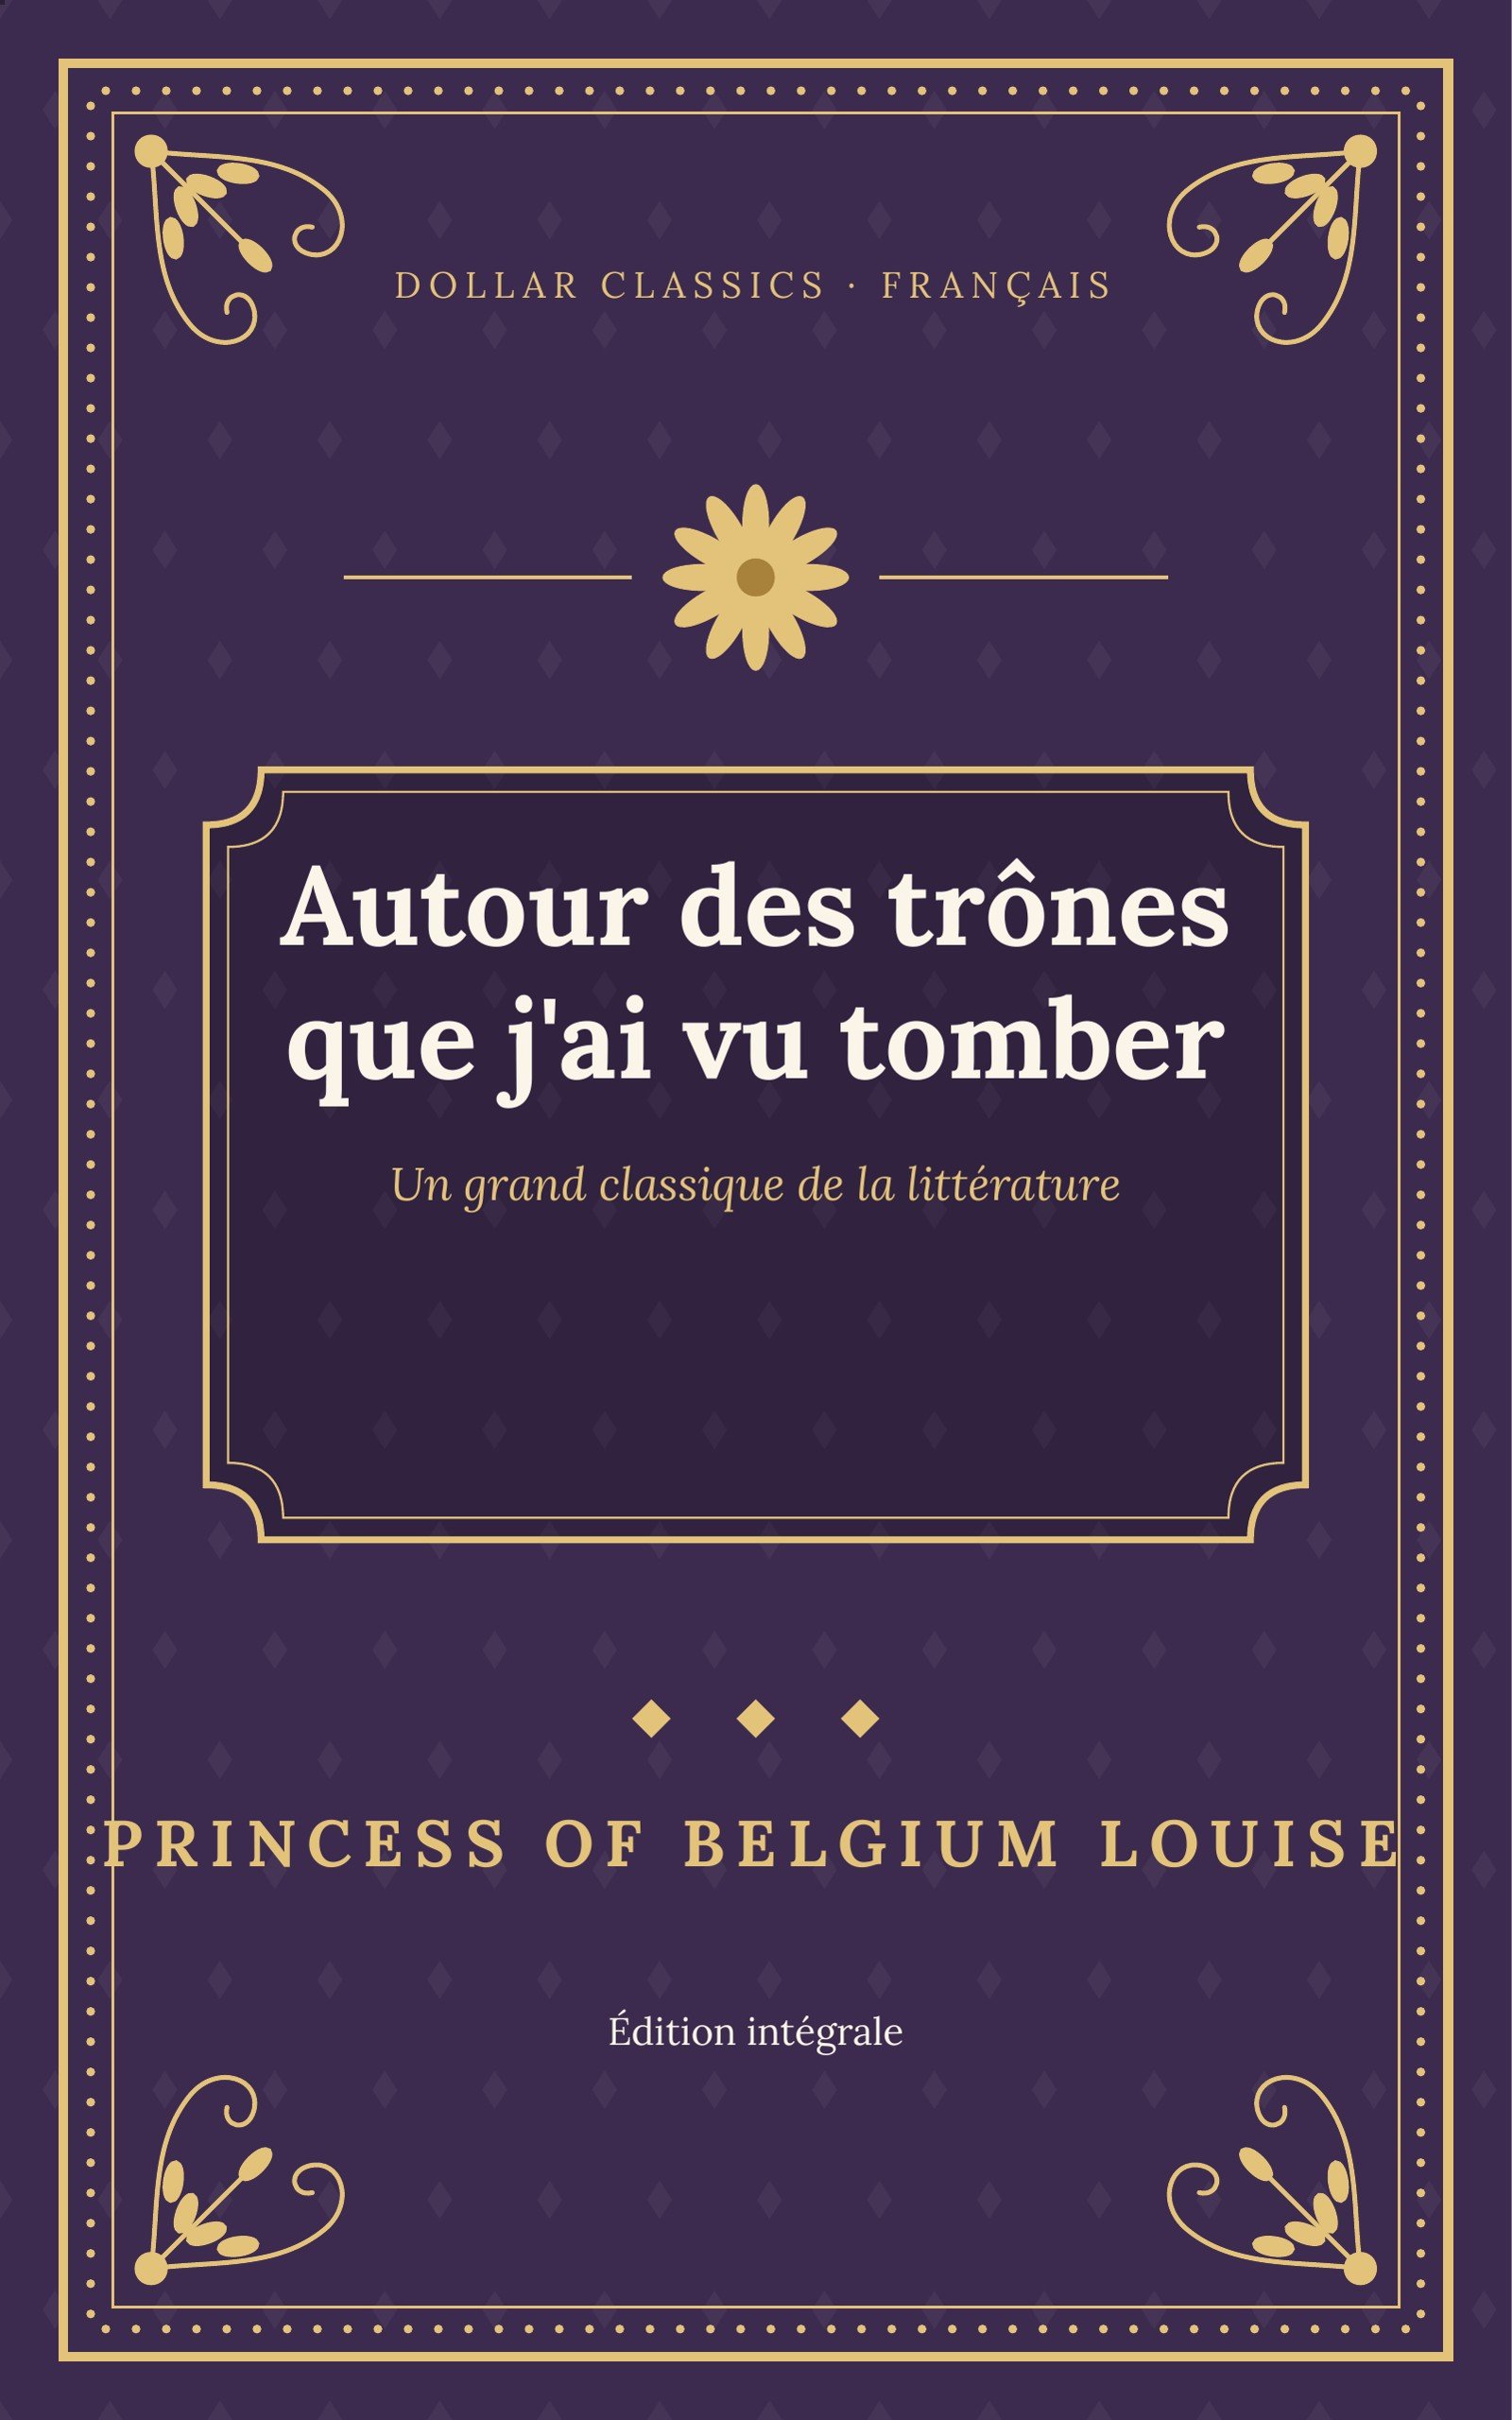 DOLLAR CLASSICS · FRANÇAIS
Autour des trônes
que j'ai vu tomber
Un grand classique de la littérature
PRINCESS OF BELGIUM LOUISE
Édition intégrale